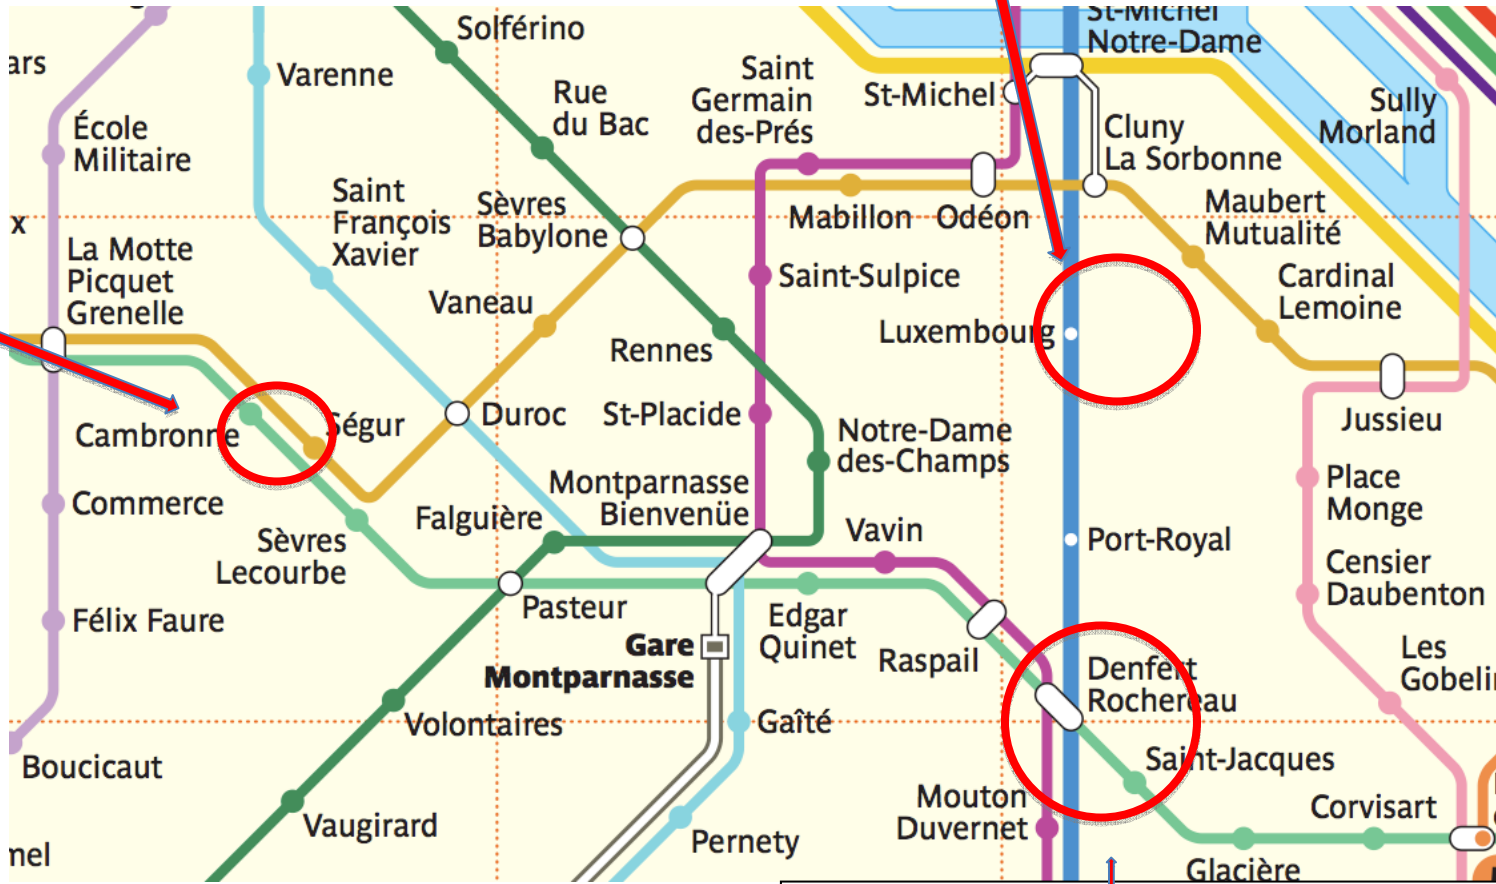 Solférino
St-Michel
Notre-Dame
ars
Varenne
Rue
du Bac
Saint
Germain
des-Prés
St-Michel
Sully
Morland
École
Militaire
Cluny
La Sorbonne
x
Saint
François
Xavier
Sèvres
Babylone
Mabillon
Odéon
Maubert
Mutualité
La Motte
Picquet
Grenelle
Vaneau
Saint-Sulpice
Cardinal
Lemoine
Rennes
Luxembourg
Cambronne
Ségur
Duroc
St-Placide
Notre-Dame
des-Champs
Jussieu
Commerce
Sèvres
Lecourbe
Falguière
Montparnasse
Bienvenüe
Vavin
Port-Royal
Place
Monge
Censier
Daubenton
Félix Faure
Pasteur
Gare
Montparnasse
Edgar
Quinet
Raspail
Denfert
Rochereau
Les
Gobelin
Volontaires
Gaîté
Boucicaut
Saint-Jacques
Vaugirard
Pernety
Mouton
Duvernet
Corvisart
mel
Glacière